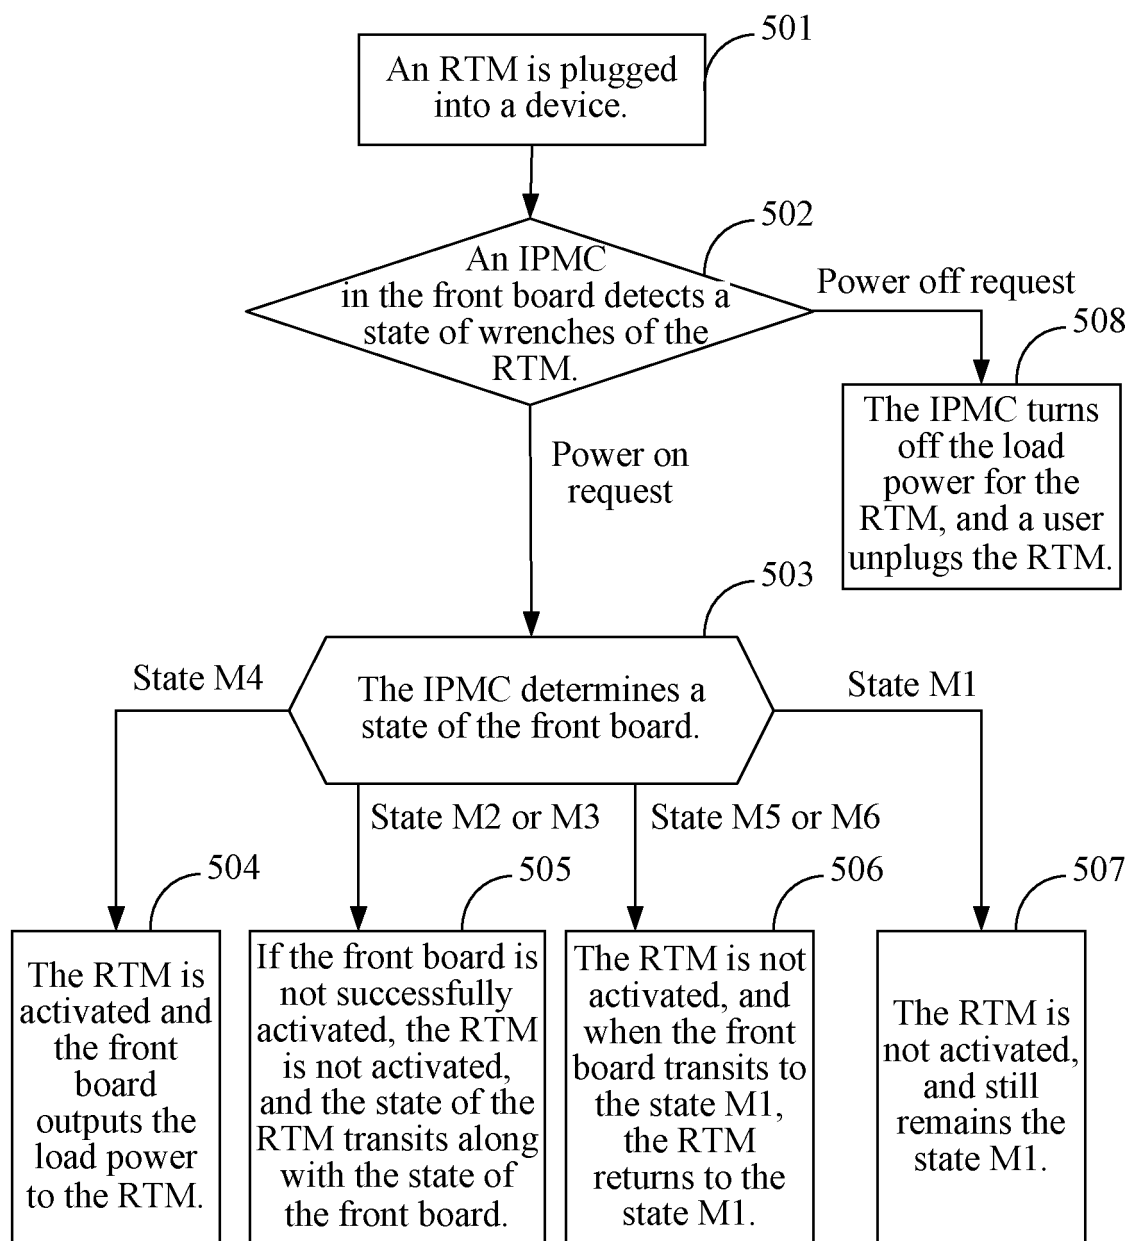 501
An RTM is plugged
into a device.
502
An IPMC
in the front board detects a
state of wrenches of the
RTM.
Power off request
508
The IPMC turns
off the load
power for the
RTM, and a user
unplugs the RTM.
Power on
request
503
The IPMC determines a
state of the front board.
State M4
State M1
State M2 or M3
State M5 or M6
504
The RTM is
activated and
the front
board
outputs the
load power
to the RTM.
505
If the front board is
not successfully
activated, the RTM
is not activated,
and the state of the
RTM transits along
with the state of
the front board.
506
The RTM is not
activated, and
when the front
board transits to
the state M1,
the RTM
returns to the
state M1.
507
The RTM is
not activated,
and still
remains the
state M1.